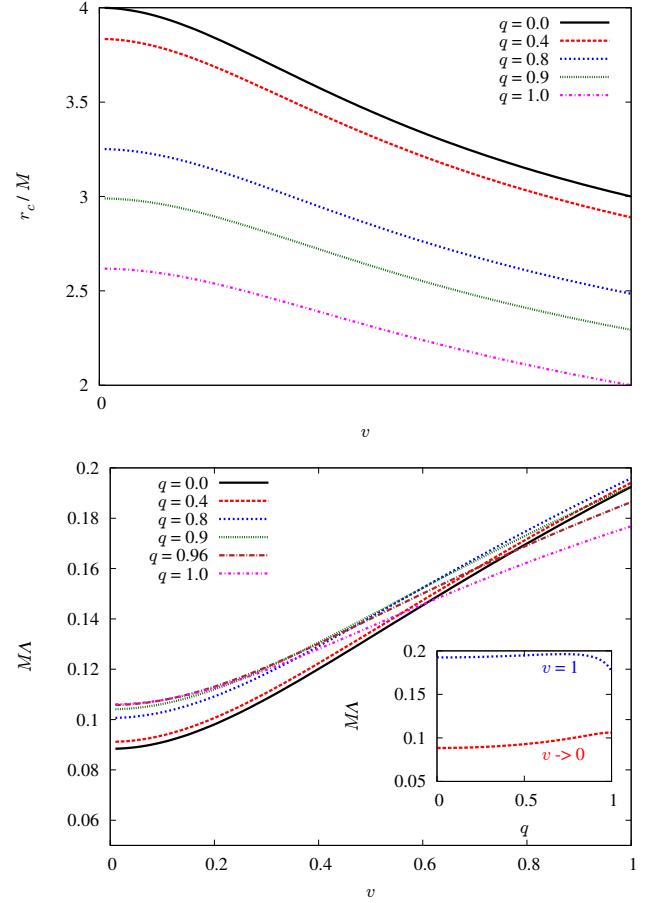 4
3.5
3
2.5
2
0
r_c / M
v
q = 0.0
q = 0.4
q = 0.8
q = 0.9
q = 1.0
0.2
0.18
0.16
0.14
0.12
0.1
0.08
0.06
0
0.2
0.4
0.6
0.8
1
MΛ
v
q = 0.0
q = 0.4
q = 0.8
q = 0.9
q = 0.96
q = 1.0
0.2
0.15
0.1
0.05
0
0.5
1
MΛ
q
v = 1
v -> 0